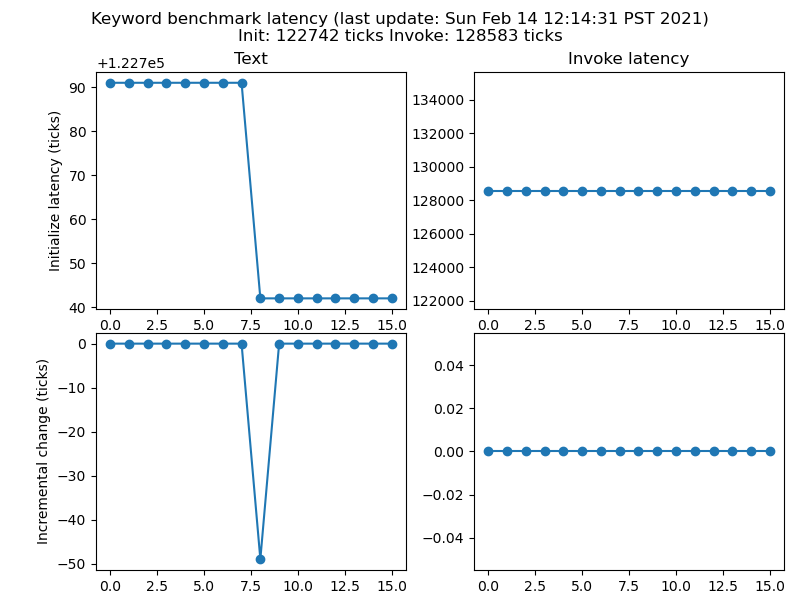 Keyword benchmark latency (last update: Sun Feb 14 12:14:31 PST 2021)
Init: 122742 ticks Invoke: 128583 ticks
Text
+1.227e5
Initialize latency (ticks)
90
80
70
60
50
40
0.0 2.5 5.0 7.5 10.0 12.5 15.0
Invoke latency
134000
132000
130000
128000
126000
124000
122000
0.0 2.5 5.0 7.5 10.0 12.5 15.0
Incremental change (ticks)
0
−10
−20
−30
−40
−50
0.0 2.5 5.0 7.5 10.0 12.5 15.0
0.04
0.02
0.00
−0.02
−0.04
0.0 2.5 5.0 7.5 10.0 12.5 15.0